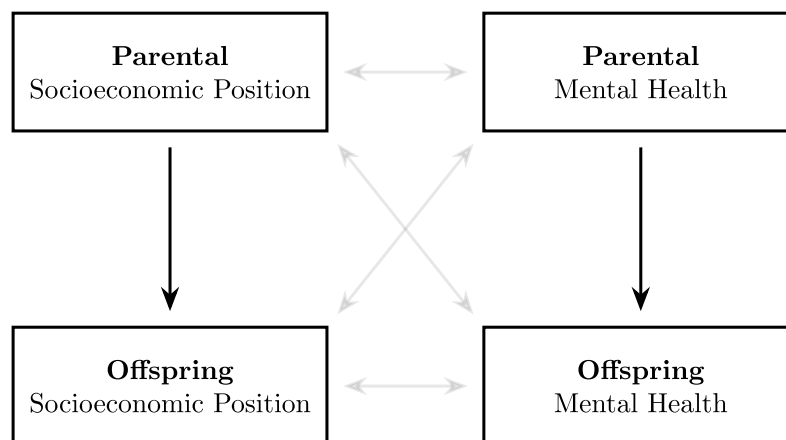 Parental
Socioeconomic Position
Parental
Mental Health
Offspring
Socioeconomic Position
Offspring
Mental Health